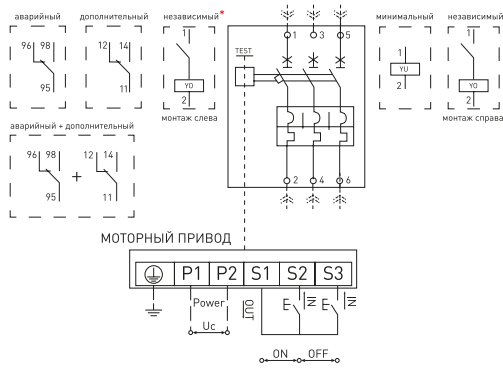 аварийный
дополнительный
независимый*
минимальный
независимый
96 98
95
12 14
11
1
YO
2
монтаж слева
TEST
1 3 5
2 4 6
1
YU
2
1
YO
2
монтаж справа
аварийный + дополнительный
96 98
95
+
12 14
11
МОТОРНЫЙ ПРИВОД
P1 P2 S1 S2 S3
Power
Uc
OUT
IN
IN
E
E
ON OFF